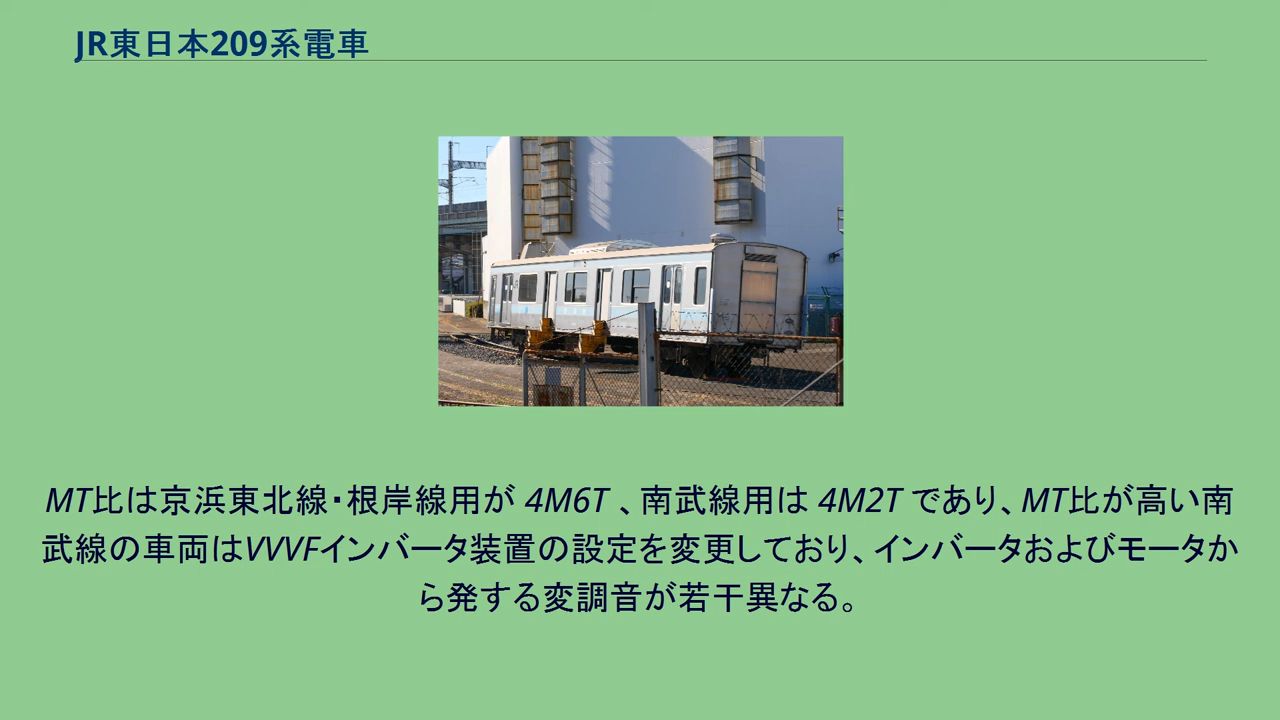 JR東日本209系電車
MT比は京浜東北線・根岸線用が 4M6T 、南武線用は 4M2T であり、MT比が高い南
武線の車両はVVVFインバータ装置の設定を変更しており、インバータおよびモータか
ら発する変調音が若干異なる。